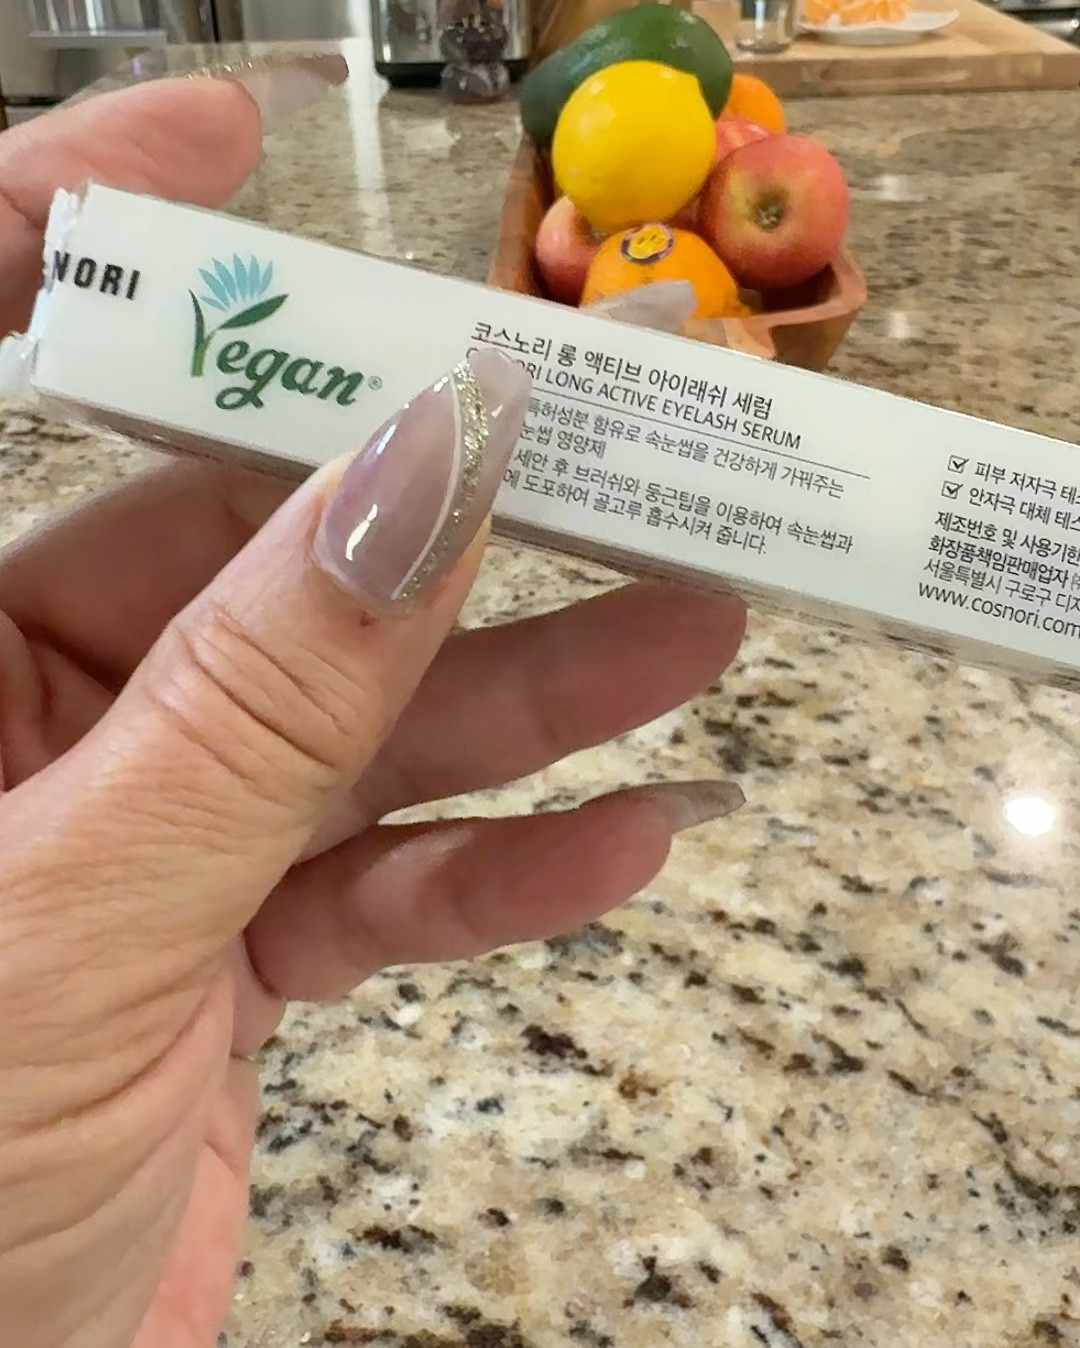 NORI
Vegan®
코스노리 롱 액티브 아이래쉬 세럼
LONG ACTIVE EYELASH SERUM
특허성분 함유로 속눈썹을 건강하게 가꿔주는
영양제
세안 후 브러쉬와 둥근팁을 이용하여 속눈썹과
도포하여 골고루 흡수시켜 줍니다.
☑ 피부 저자극
☑ 안자극 대체
제조번호 및 사용기한
화장품책임판매업자
서울특별시 구로구
www.cosnori.com